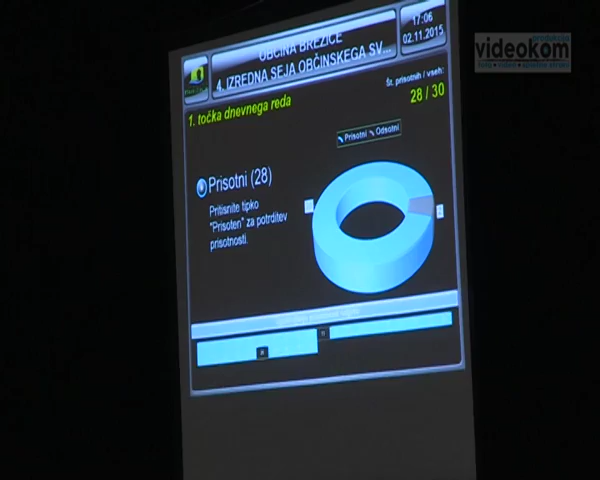 OBČINA BREŽICE
4. IZREDNA SEJA OBČINSKEGA SV...
17:06
02.11.2015
1. točka dnevnega reda
Št. prisotnih / vseh:
28 / 30
Prisotni Odsotni
Prisotni (28)
Pritisnite tipko
"Prisoten" za potrditev
prisotnosti.
produkcija
videokom